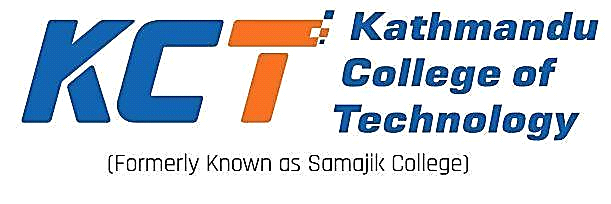 KCT
Kathmandu
College of
Technology
(Formerly Known as Samajik College)